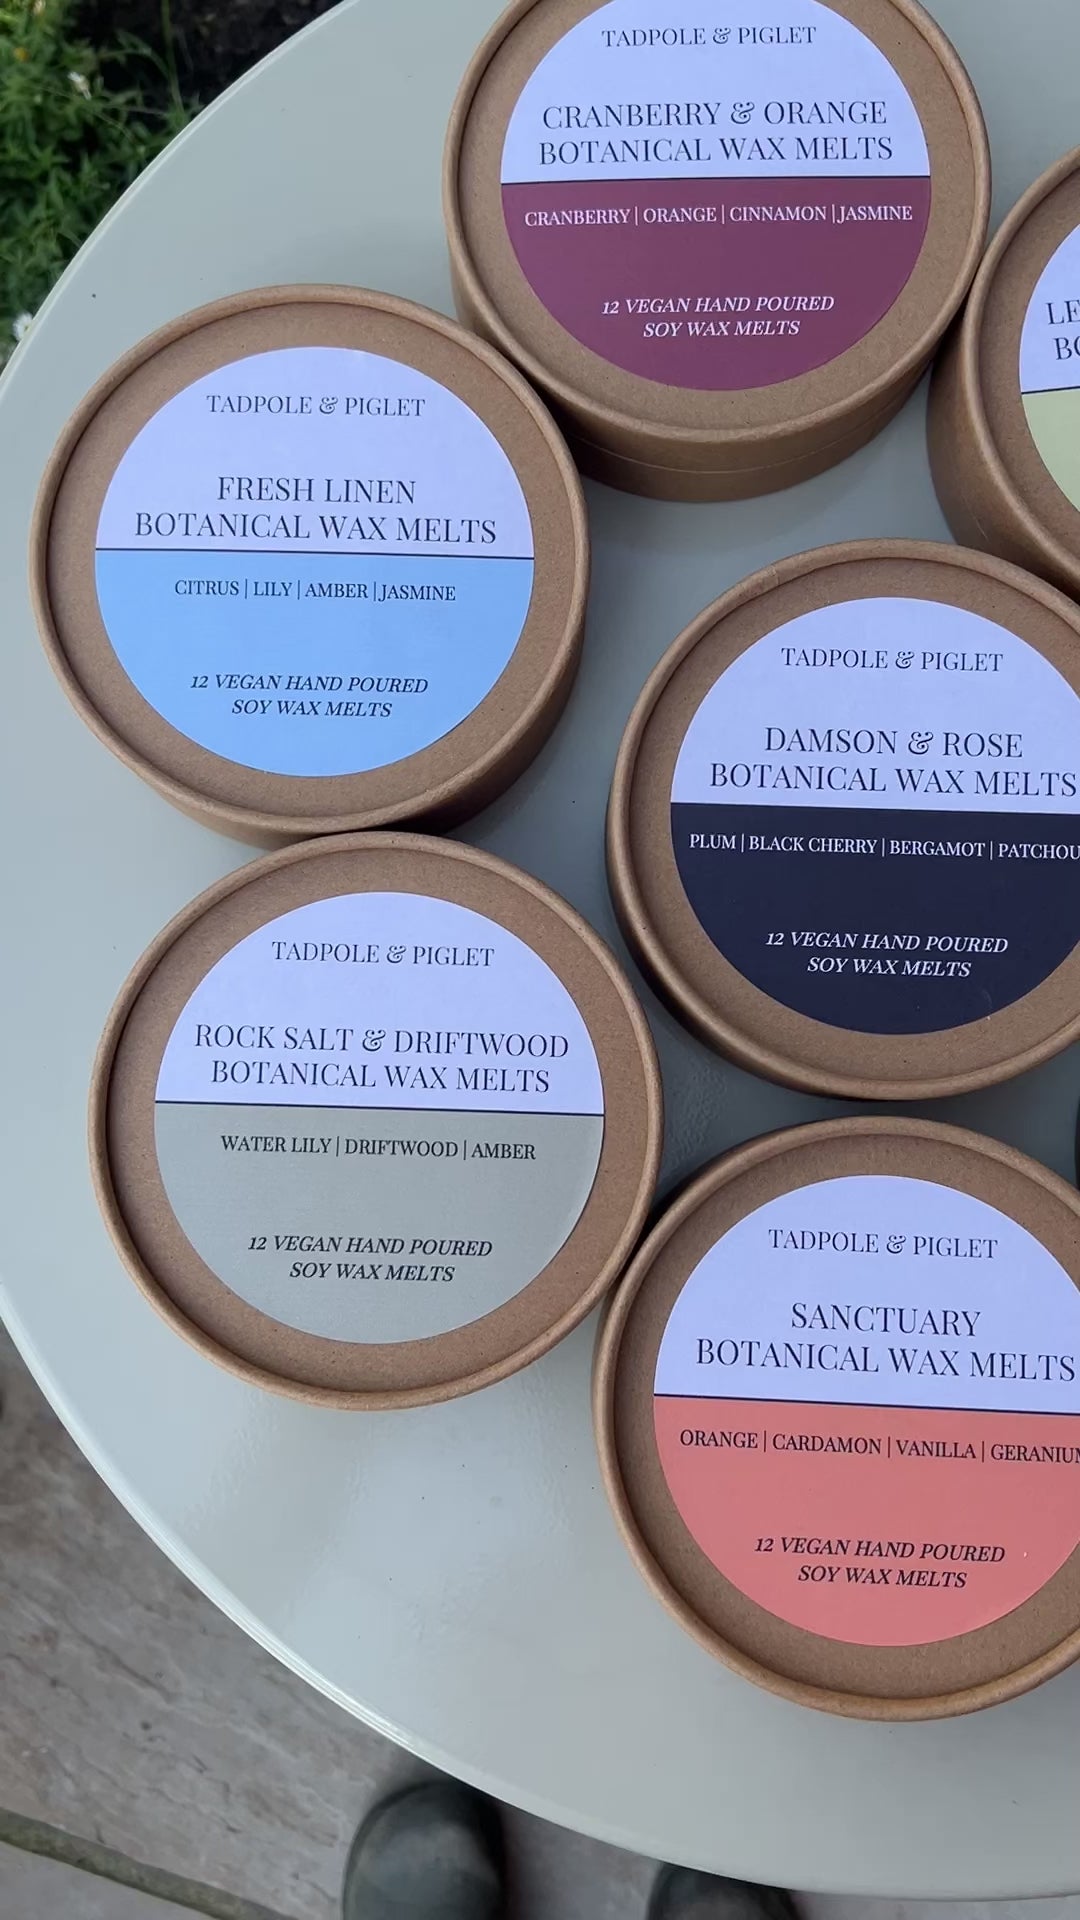 TADPOLE & PIGLET
CRANBERRY & ORANGE
BOTANICAL WAX MELTS
CRANBERRY | ORANGE | CINNAMON | JASMINE
12 VEGAN HAND POURED
SOY WAX MELTS
TADPOLE & PIGLET
FRESH LINEN
BOTANICAL WAX MELTS
CITRUS | LILY | AMBER | JASMINE
12 VEGAN HAND POURED
SOY WAX MELTS
TADPOLE & PIGLET
DAMSON & ROSE
BOTANICAL WAX MELTS
PLUM | BLACK CHERRY | BERGAMOT |
12 VEGAN HAND POURED
SOY WAX MELTS
TADPOLE & PIGLET
ROCK SALT & DRIFTWOOD
BOTANICAL WAX MELTS
WATER LILY | DRIFTWOOD | AMBER
12 VEGAN HAND POURED
SOY WAX MELTS
TADPOLE & PIGLET
SANCTUARY
BOTANICAL WAX MELTS
ORANGE | CARDAMON | VANILLA | GERANIUM
12 VEGAN HAND POURED
SOY WAX MELTS